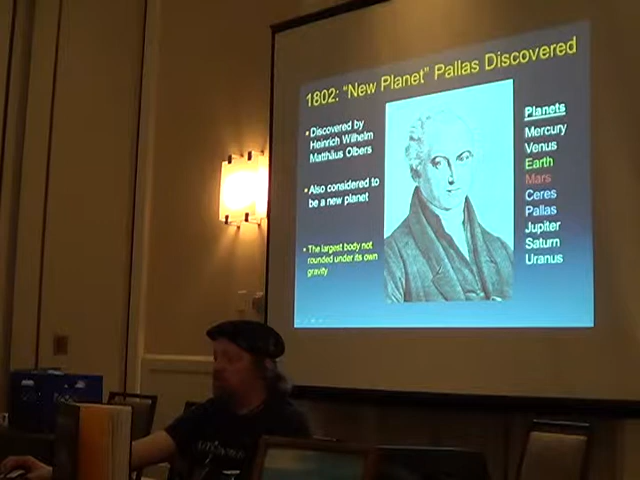 1802: "New Planet" Pallas Discovered
Discovered by
Heinrich Wilhelm
Matthäus Olbers
Also considered to
be a new planet
The largest body not
rounded under its own
gravity
Planets
Mercury
Venus
Earth
Mars
Ceres
Pallas
Jupiter
Saturn
Uranus